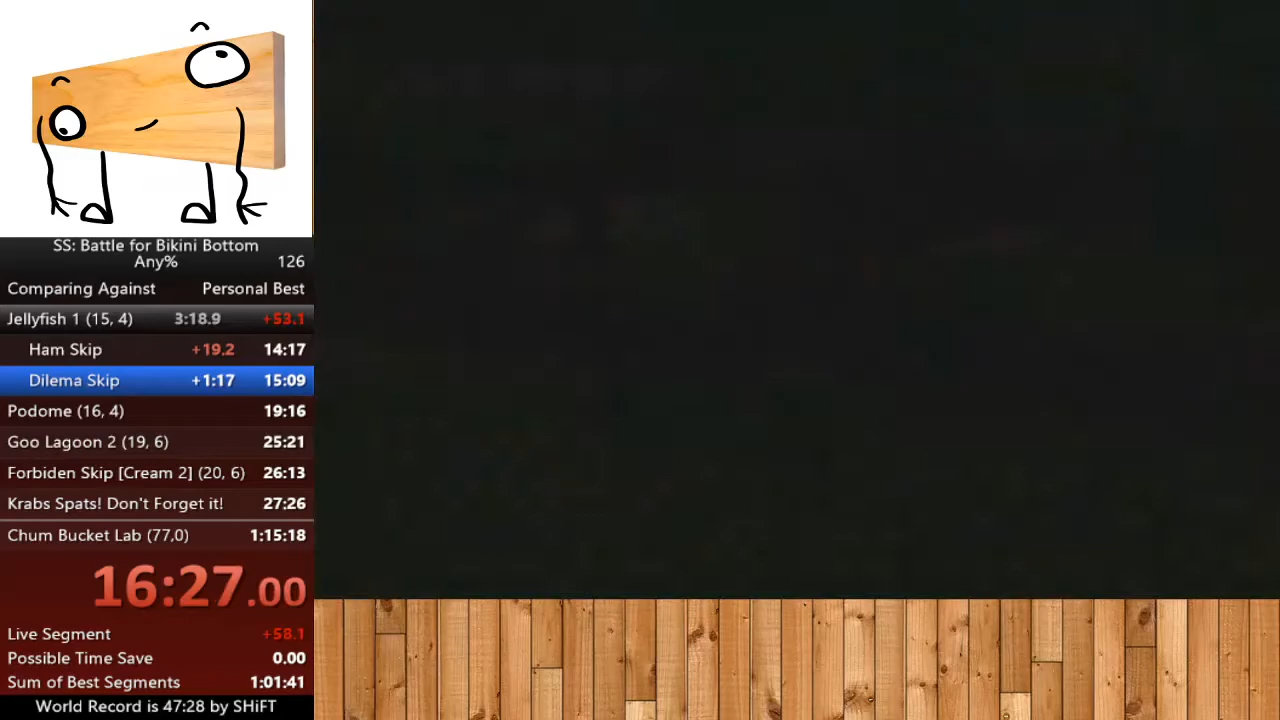 SS: Battle for Bikini Bottom
Any% 126
Comparing Against Personal Best
Jellyfish 1 (15, 4) 3:18.9 +53.1
Ham Skip +19.2 14:17
Dilema Skip +1:17 15:09
Podome (16, 4) 19:16
Goo Lagoon 2 (19, 6) 25:21
Forbiden Skip [Cream 2] (20, 6) 26:13
Krabs Spats! Don't Forget it! 27:26
Chum Bucket Lab (77,0) 1:15:18
16:27.00
Live Segment +58.1
Possible Time Save 0.00
Sum of Best Segments 1:01:41
World Record is 47:28 by SHiFT